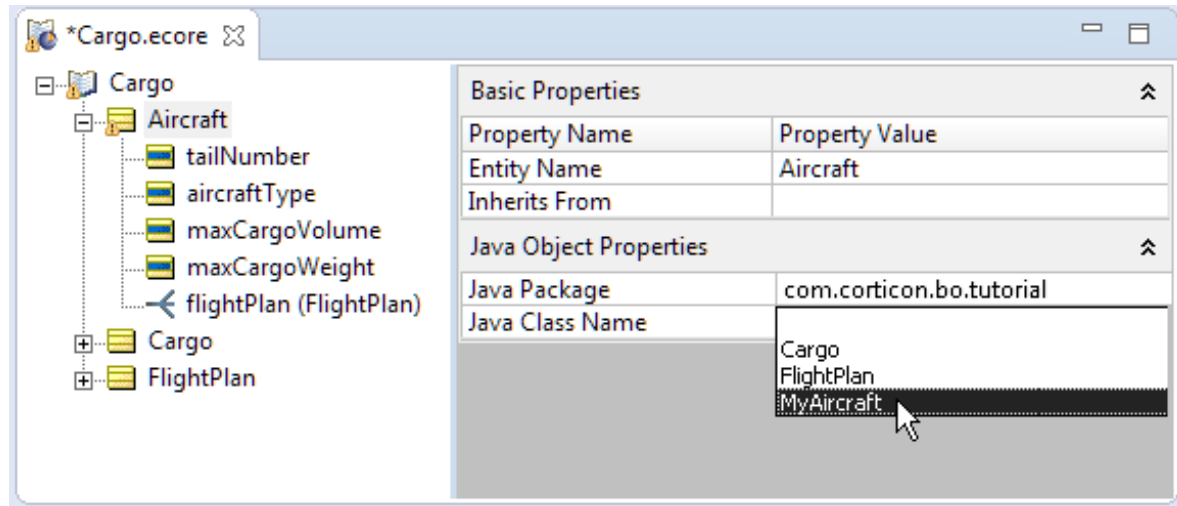 *Cargo.ecore
Cargo
Aircraft
tailNumber
aircraftType
maxCargoVolume
maxCargoWeight
flightPlan (FlightPlan)
Cargo
FlightPlan
Basic Properties
Property Name Property Value
Entity Name Aircraft
Inherits From
Java Object Properties
Java Package com.corticon.bo.tutorial
Java Class Name
Cargo
FlightPlan
MyAircraft